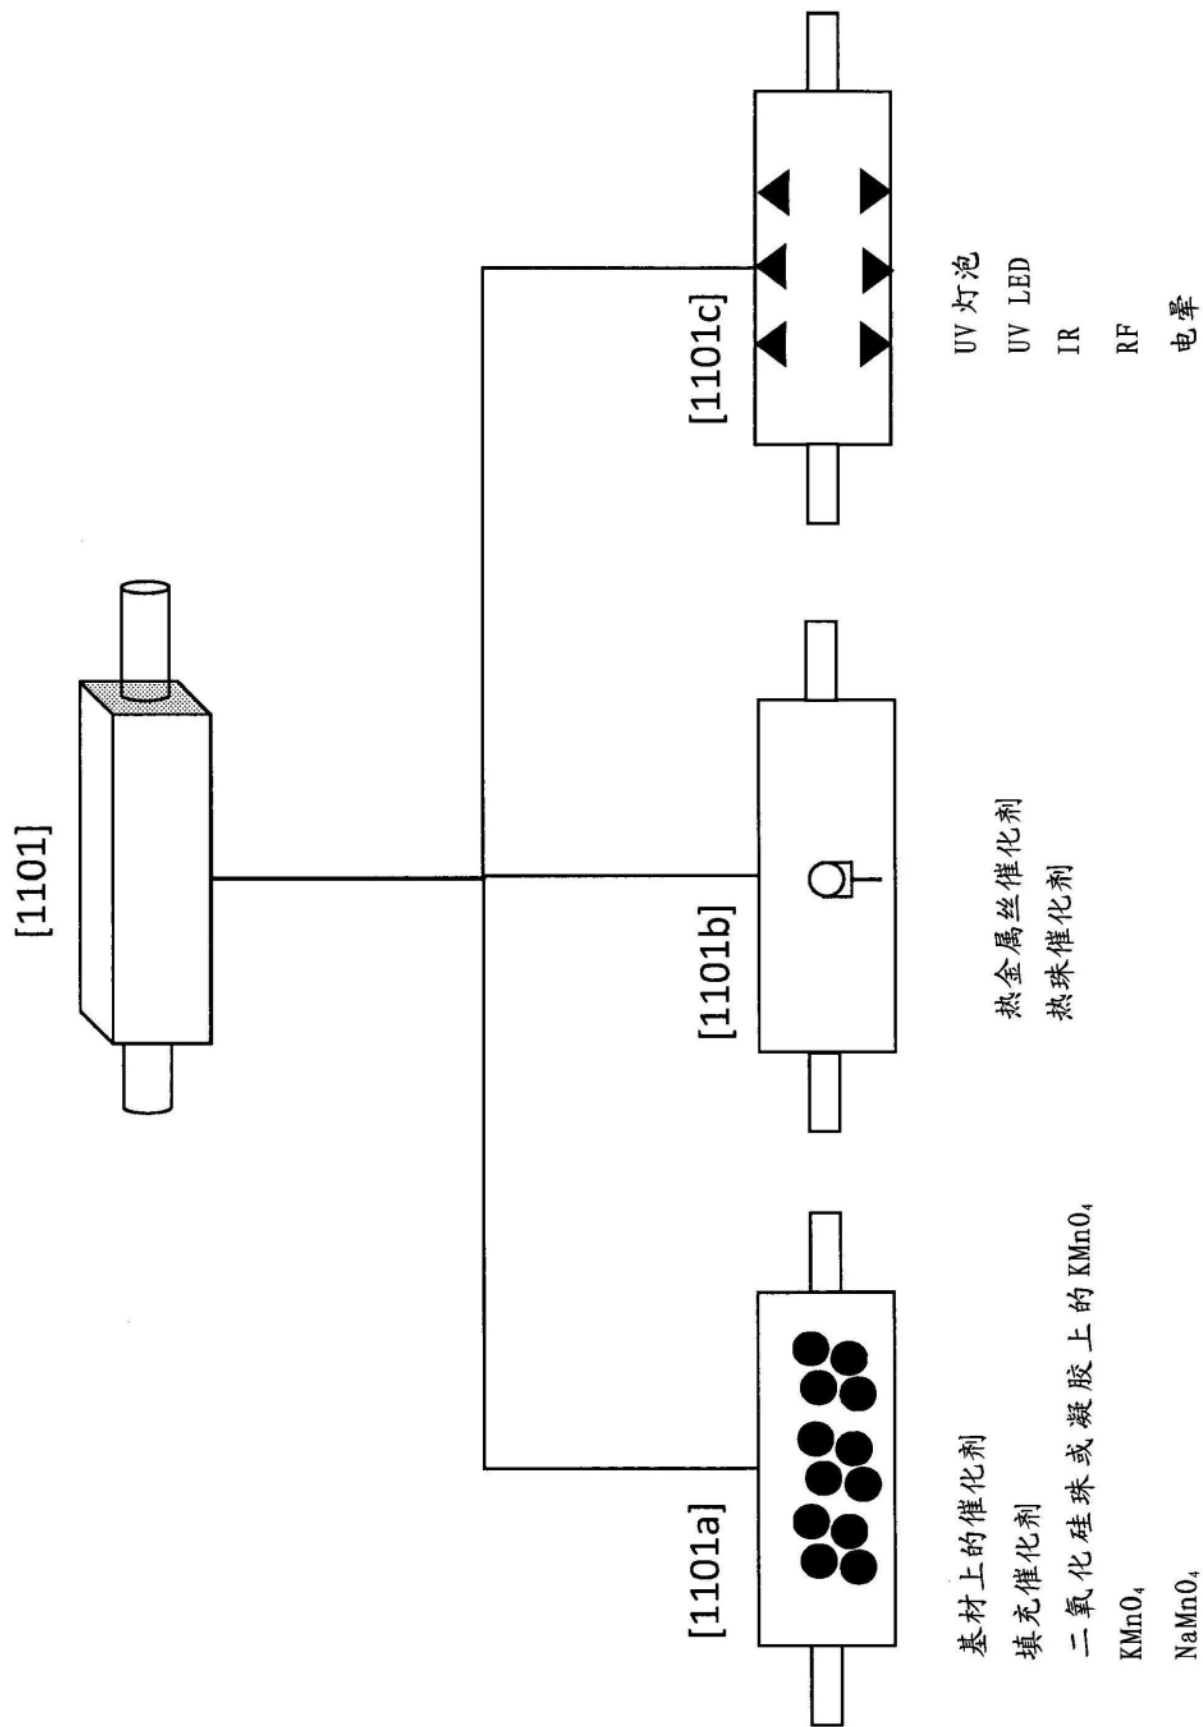 [1101]
[1101a]
[1101b]
[1101c]
基材上的催化剂
填充催化剂
二氧化硅珠或凝胶上的KMnO₄
KMnO₄
NaMnO₄
热金属丝催化剂
热珠催化剂
UV灯泡
UV LED
IR
RF
电晕